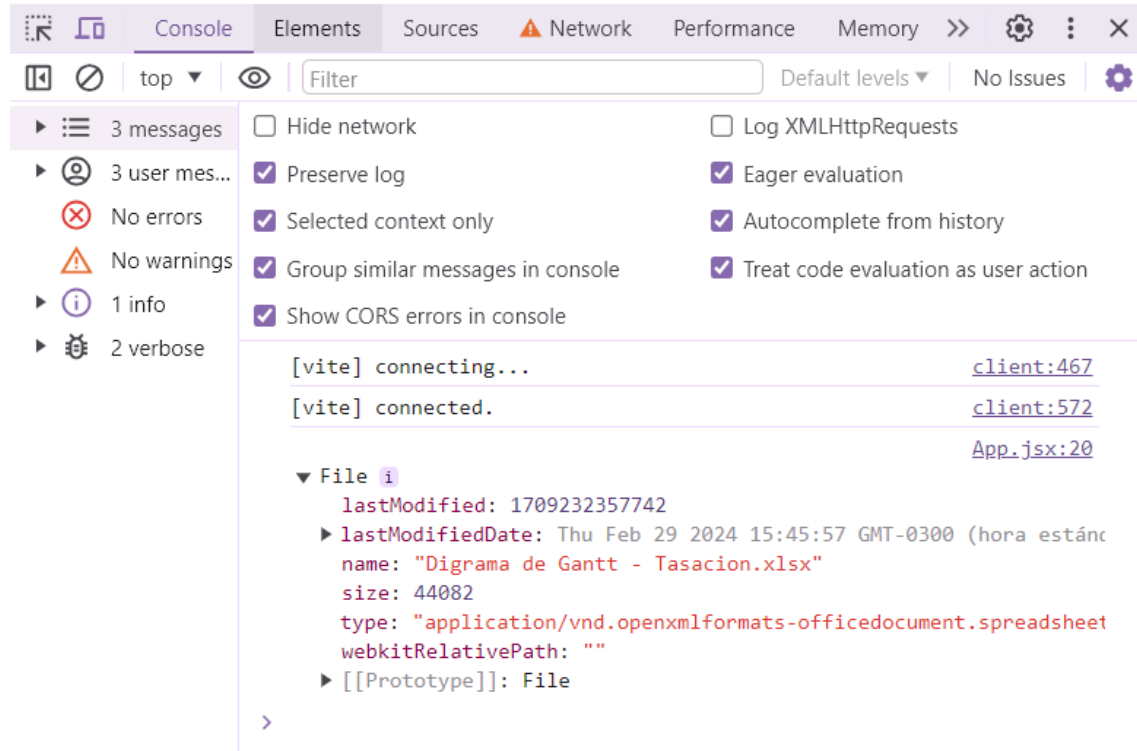 Console Elements Sources Network Performance Memory
top Filter Default levels No Issues
3 messages
3 user mes...
No errors
No warnings
1 info
2 verbose
Hide network Log XMLHttpRequests
Preserve log Eager evaluation
Selected context only Autocomplete from history
Group similar messages in console Treat code evaluation as user action
Show CORS errors in console
[vite] connecting... client:467
[vite] connected. client:572
App.jsx:20
File i
lastModified: 1709232357742
lastModifiedDate: Thu Feb 29 2024 15:45:57 GMT-0300 (hora estánd
name: "Digrama de Gantt - Tasacion.xlsx"
size: 44082
type: "application/vnd.openxmlformats-officedocument.spreadsheet
webkitRelativePath: ""
[[Prototype]]: File